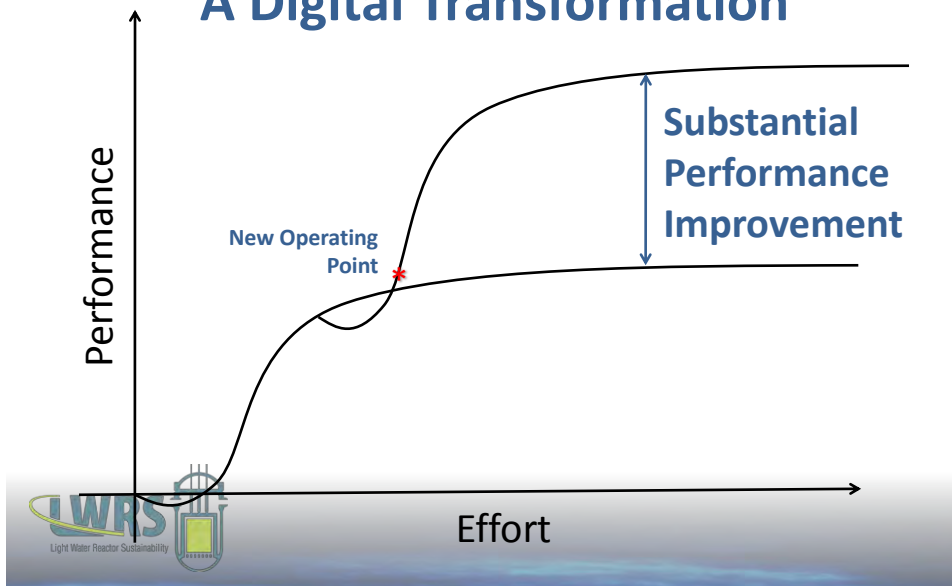 A Digital Transformation
Performance
Substantial
Performance
Improvement
New Operating
Point
*
LWRS
Light Water Reactor Sustainability
Effort